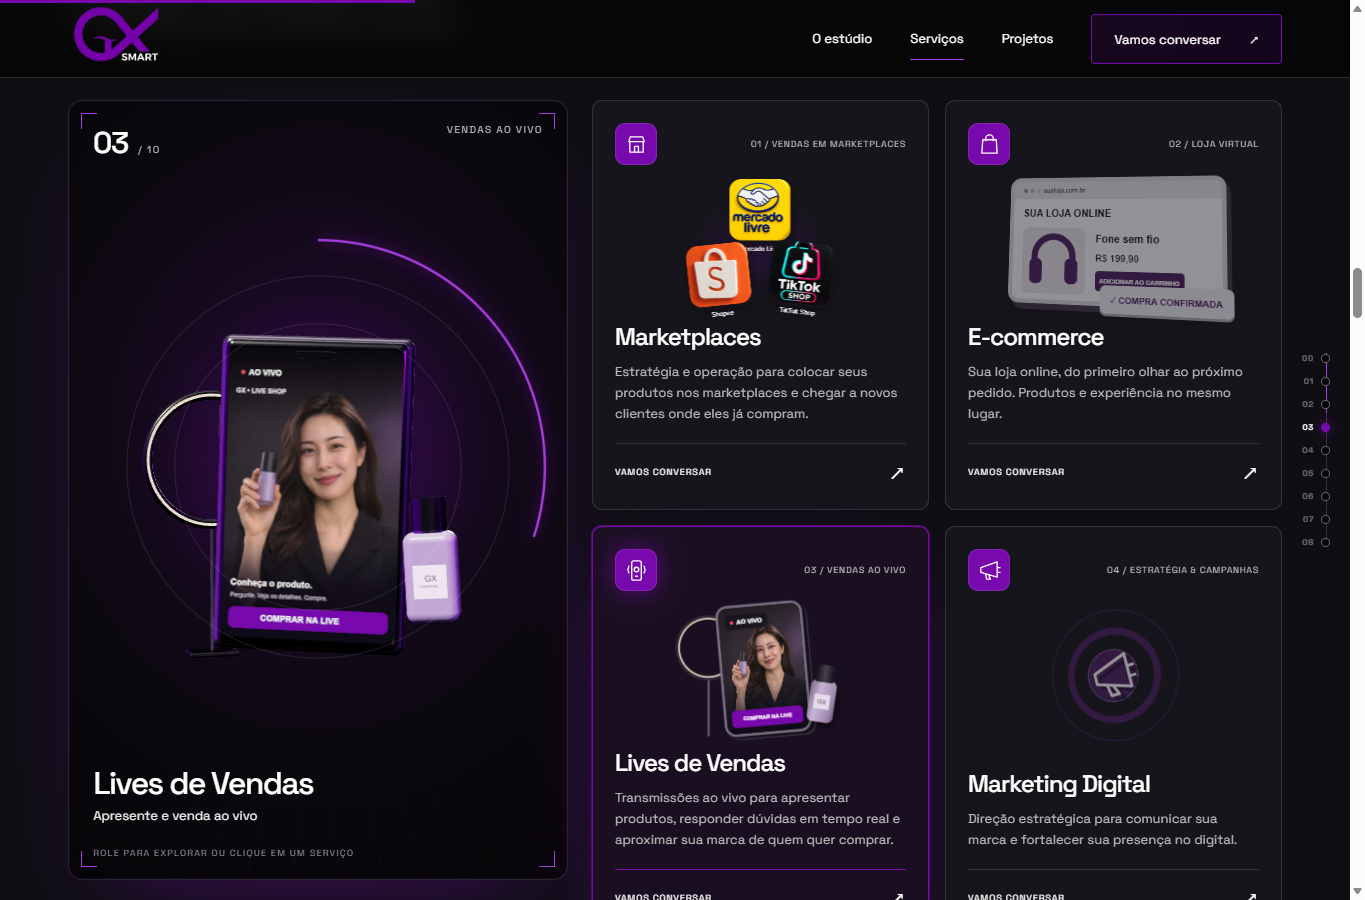 GX
SMART
O estúdio
Serviços
Projetos
Vamos conversar ↗
03 / 10
VENDAS AO VIVO
AO VIVO
GX • LIVE SHOP
Conheça o produto.
Pergunte. Veja os detalhes. Compre.
COMPRAR NA LIVE
GX
Lives de Vendas
Apresente e venda ao vivo
ROLE PARA EXPLORAR OU CLIQUE EM UM SERVIÇO
01 / VENDAS EM MARKETPLACES
mercado
livre
Shopee
TikTok
SHOP
TikTok Shop
Marketplaces
Estratégia e operação para colocar seus
produtos nos marketplaces e chegar a novos
clientes onde eles já compram.
VAMOS CONVERSAR ↗
02 / LOJA VIRTUAL
sualoja.com.br
SUA LOJA ONLINE
Fone sem fio
R$ 199,90
ADICIONAR AO CARRINHO
✓ COMPRA CONFIRMADA
E-commerce
Sua loja online, do primeiro olhar ao próximo
pedido. Produtos e experiência no mesmo
lugar.
VAMOS CONVERSAR ↗
03 / VENDAS AO VIVO
AO VIVO
COMPRAR NA LIVE
Lives de Vendas
Transmissões ao vivo para apresentar
produtos, responder dúvidas em tempo real e
aproximar sua marca de quem quer comprar.
VAMOS CONVERSAR ↗
04 / ESTRATÉGIA & CAMPANHAS
Marketing Digital
Direção estratégica para comunicar sua
marca e fortalecer sua presença no digital.
VAMOS CONVERSAR ↗
00
01
02
03
04
05
06
07
08